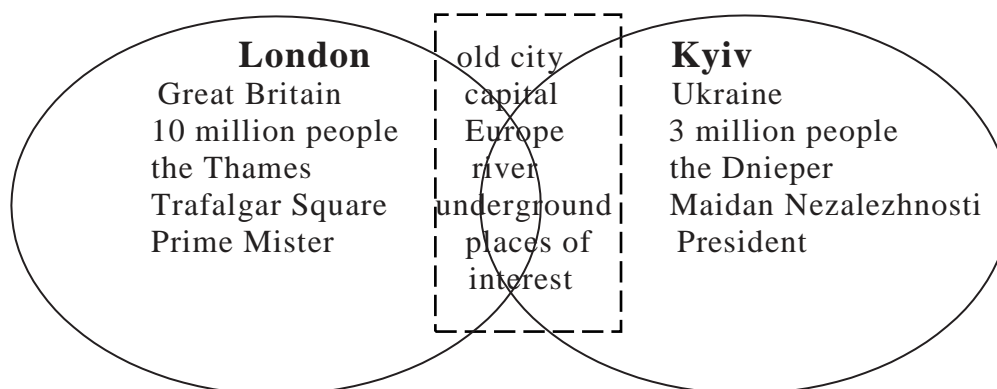 London
Great Britain
10 million people
the Thames
Trafalgar Square
Prime Mister
old city
capital
Europe
river
underground
places of
interest
Kyiv
Ukraine
3 million people
the Dnieper
Maidan Nezalezhnosti
President